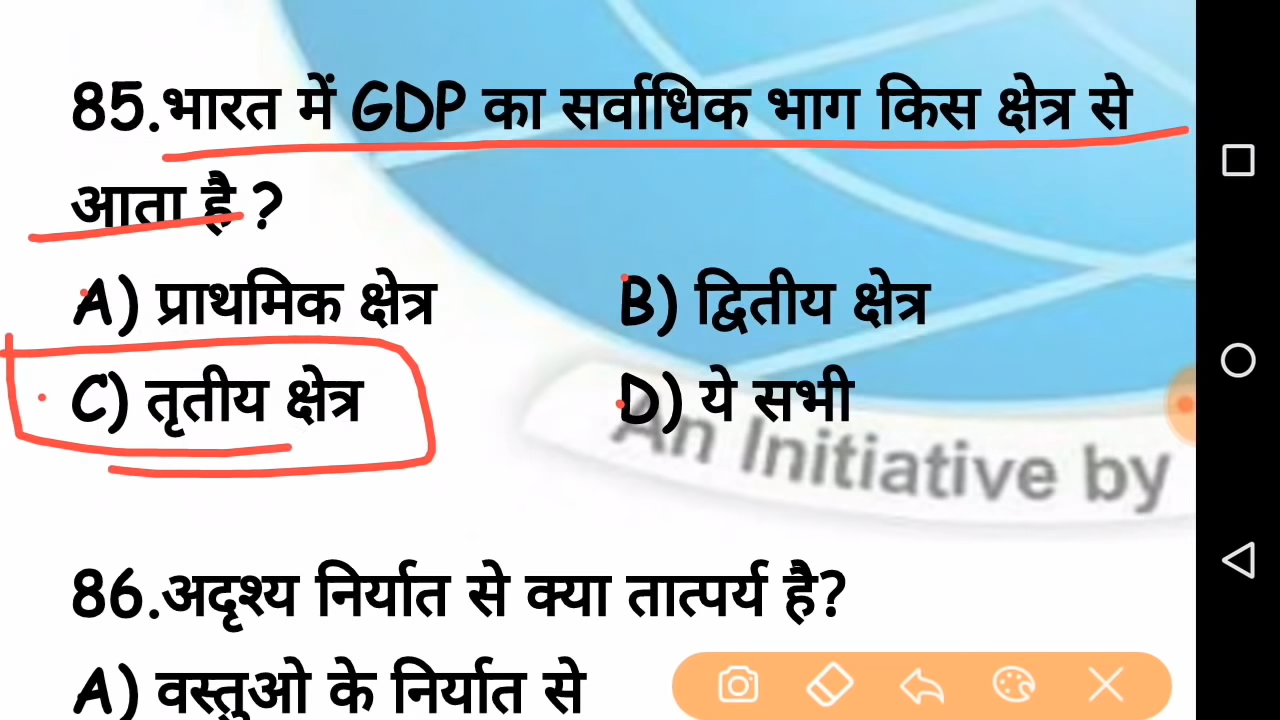 85.भारत में GDP का सर्वाधिक भाग किस क्षेत्र से
आता है ?
A) प्राथमिक क्षेत्र B) द्वितीय क्षेत्र
C) तृतीय क्षेत्र D) ये सभी
An Initiative by
86.अदृश्य निर्यात से क्या तात्पर्य है?
A) वस्तुओ के निर्यात से